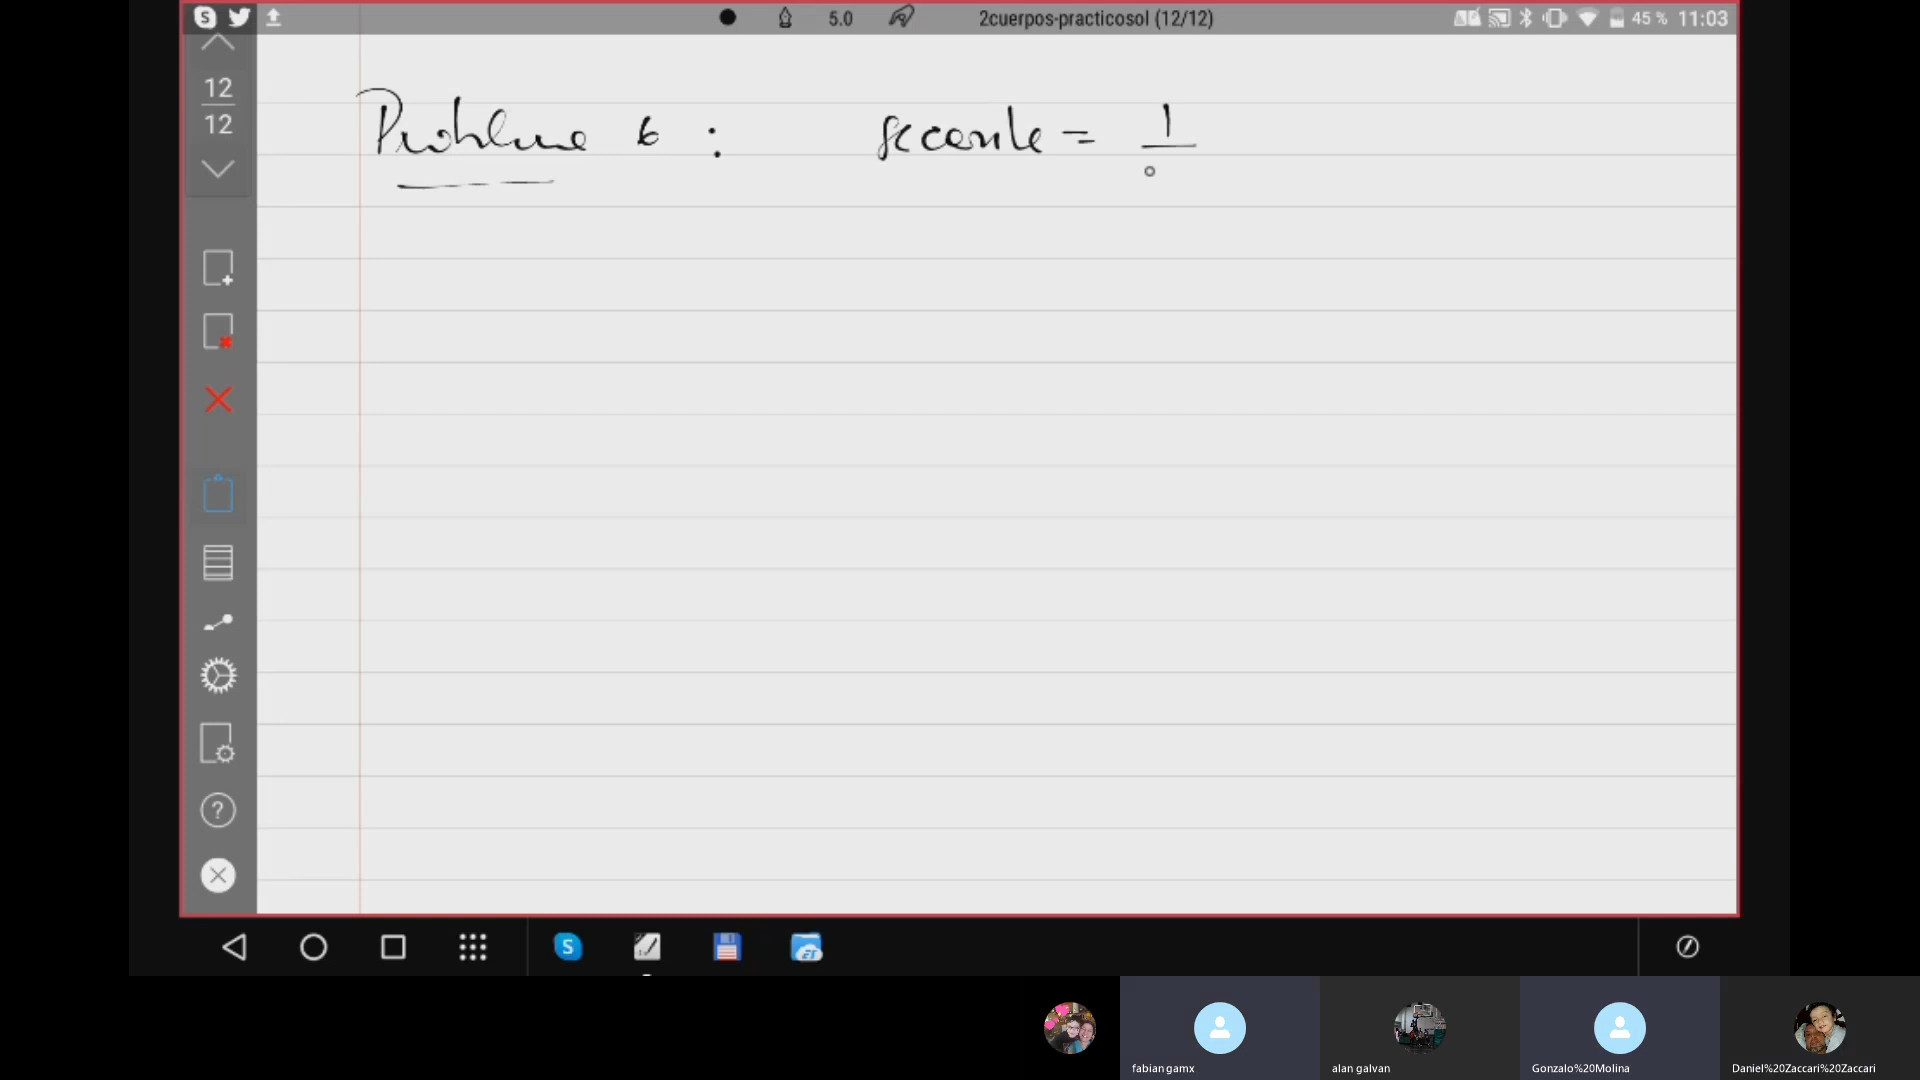 5.0 2cuerpos-practicosol (12/12) 45 % 11:03
12
12
Problema 6 : secante = 1
fabian gamx alan galvan Gonzalo%20Molina Daniel%20Zaccari%20Zaccari